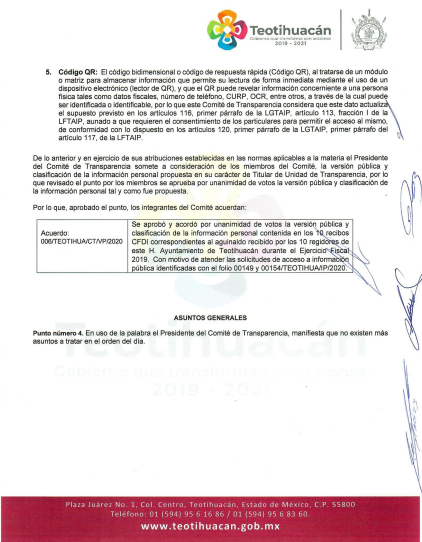 Teotihuacán
Gobierno que transforma con acciones
2019 - 2021
5. Código QR: El código bidimensional o código de respuesta rápida (Código QR), al tratarse de un módulo
o matriz para almacenar información que permite su lectura de forma inmediata mediante el uso de un
dispositivo electrónico (lector de QR), y que el QR puede revelar información concerniente a una persona
física tales como datos fiscales, número de teléfono, CURP, OCR, entre otros, a través de la cual puede
ser identificada o identificable, por lo que este Comité de Transparencia considera que este dato actualiza
el supuesto previsto en los artículos 116, primer párrafo de la LGTAIP, artículo 113, fracción I de la
LFTAIP, aunado a que requieren el consentimiento de los particulares para permitir el acceso al mismo,
de conformidad con lo dispuesto en los artículos 120, primer párrafo de la LGTAIP, primer párrafo del
artículo 117, de la LFTAIP.
De lo anterior y en ejercicio de sus atribuciones establecidas en las normas aplicables a la materia el Presidente
del Comité de Transparencia somete a consideración de los miembros del Comité, la versión pública y
clasificación de la información personal propuesta en su carácter de Titular de Unidad de Transparencia, por lo
que revisado el punto por los miembros se aprueba por unanimidad de votos la versión pública y clasificación de
la información personal tal y como fue propuesta.
Por lo que, aprobado el punto, los integrantes del Comité acuerdan:
Acuerdo:
006/TEOTIHUA/CT/VP/2020
Se aprobó y acordó por unanimidad de votos la versión pública y
clasificación de la información personal contenida en los 10 recibos
CFDI correspondientes al aguinaldo recibido por los 10 regidores de
este H. Ayuntamiento de Teotihuacán durante el Ejercicio Fiscal
2019. Con motivo de atender las solicitudes de acceso a información
pública identificadas con el folio 00149 y 00154/TEOTIHUA/IP/2020.
ASUNTOS GENERALES
Punto número 4. En uso de la palabra el Presidente del Comité de Transparencia, manifiesta que no existen más
asuntos a tratar en el orden del día.
Teotihuacán
Gobierno que transforma con acciones
2019 - 2021
Plaza Juárez No. 1, Col. Centro, Teotihuacán, Estado de México, C.P. 55800
Teléfono: 01 (594) 95 6 16 86 / 01 (594) 95 6 83 60.
www.teotihuacan.gob.mx